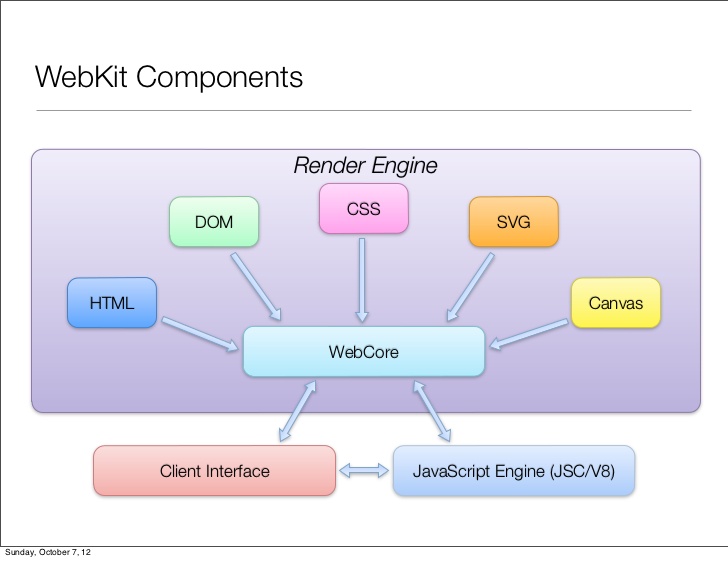 WebKit Components
Render Engine
CSS
DOM
SVG
HTML
Canvas
WebCore
Client Interface
JavaScript Engine (JSC/V8)
Sunday, October 7, 12